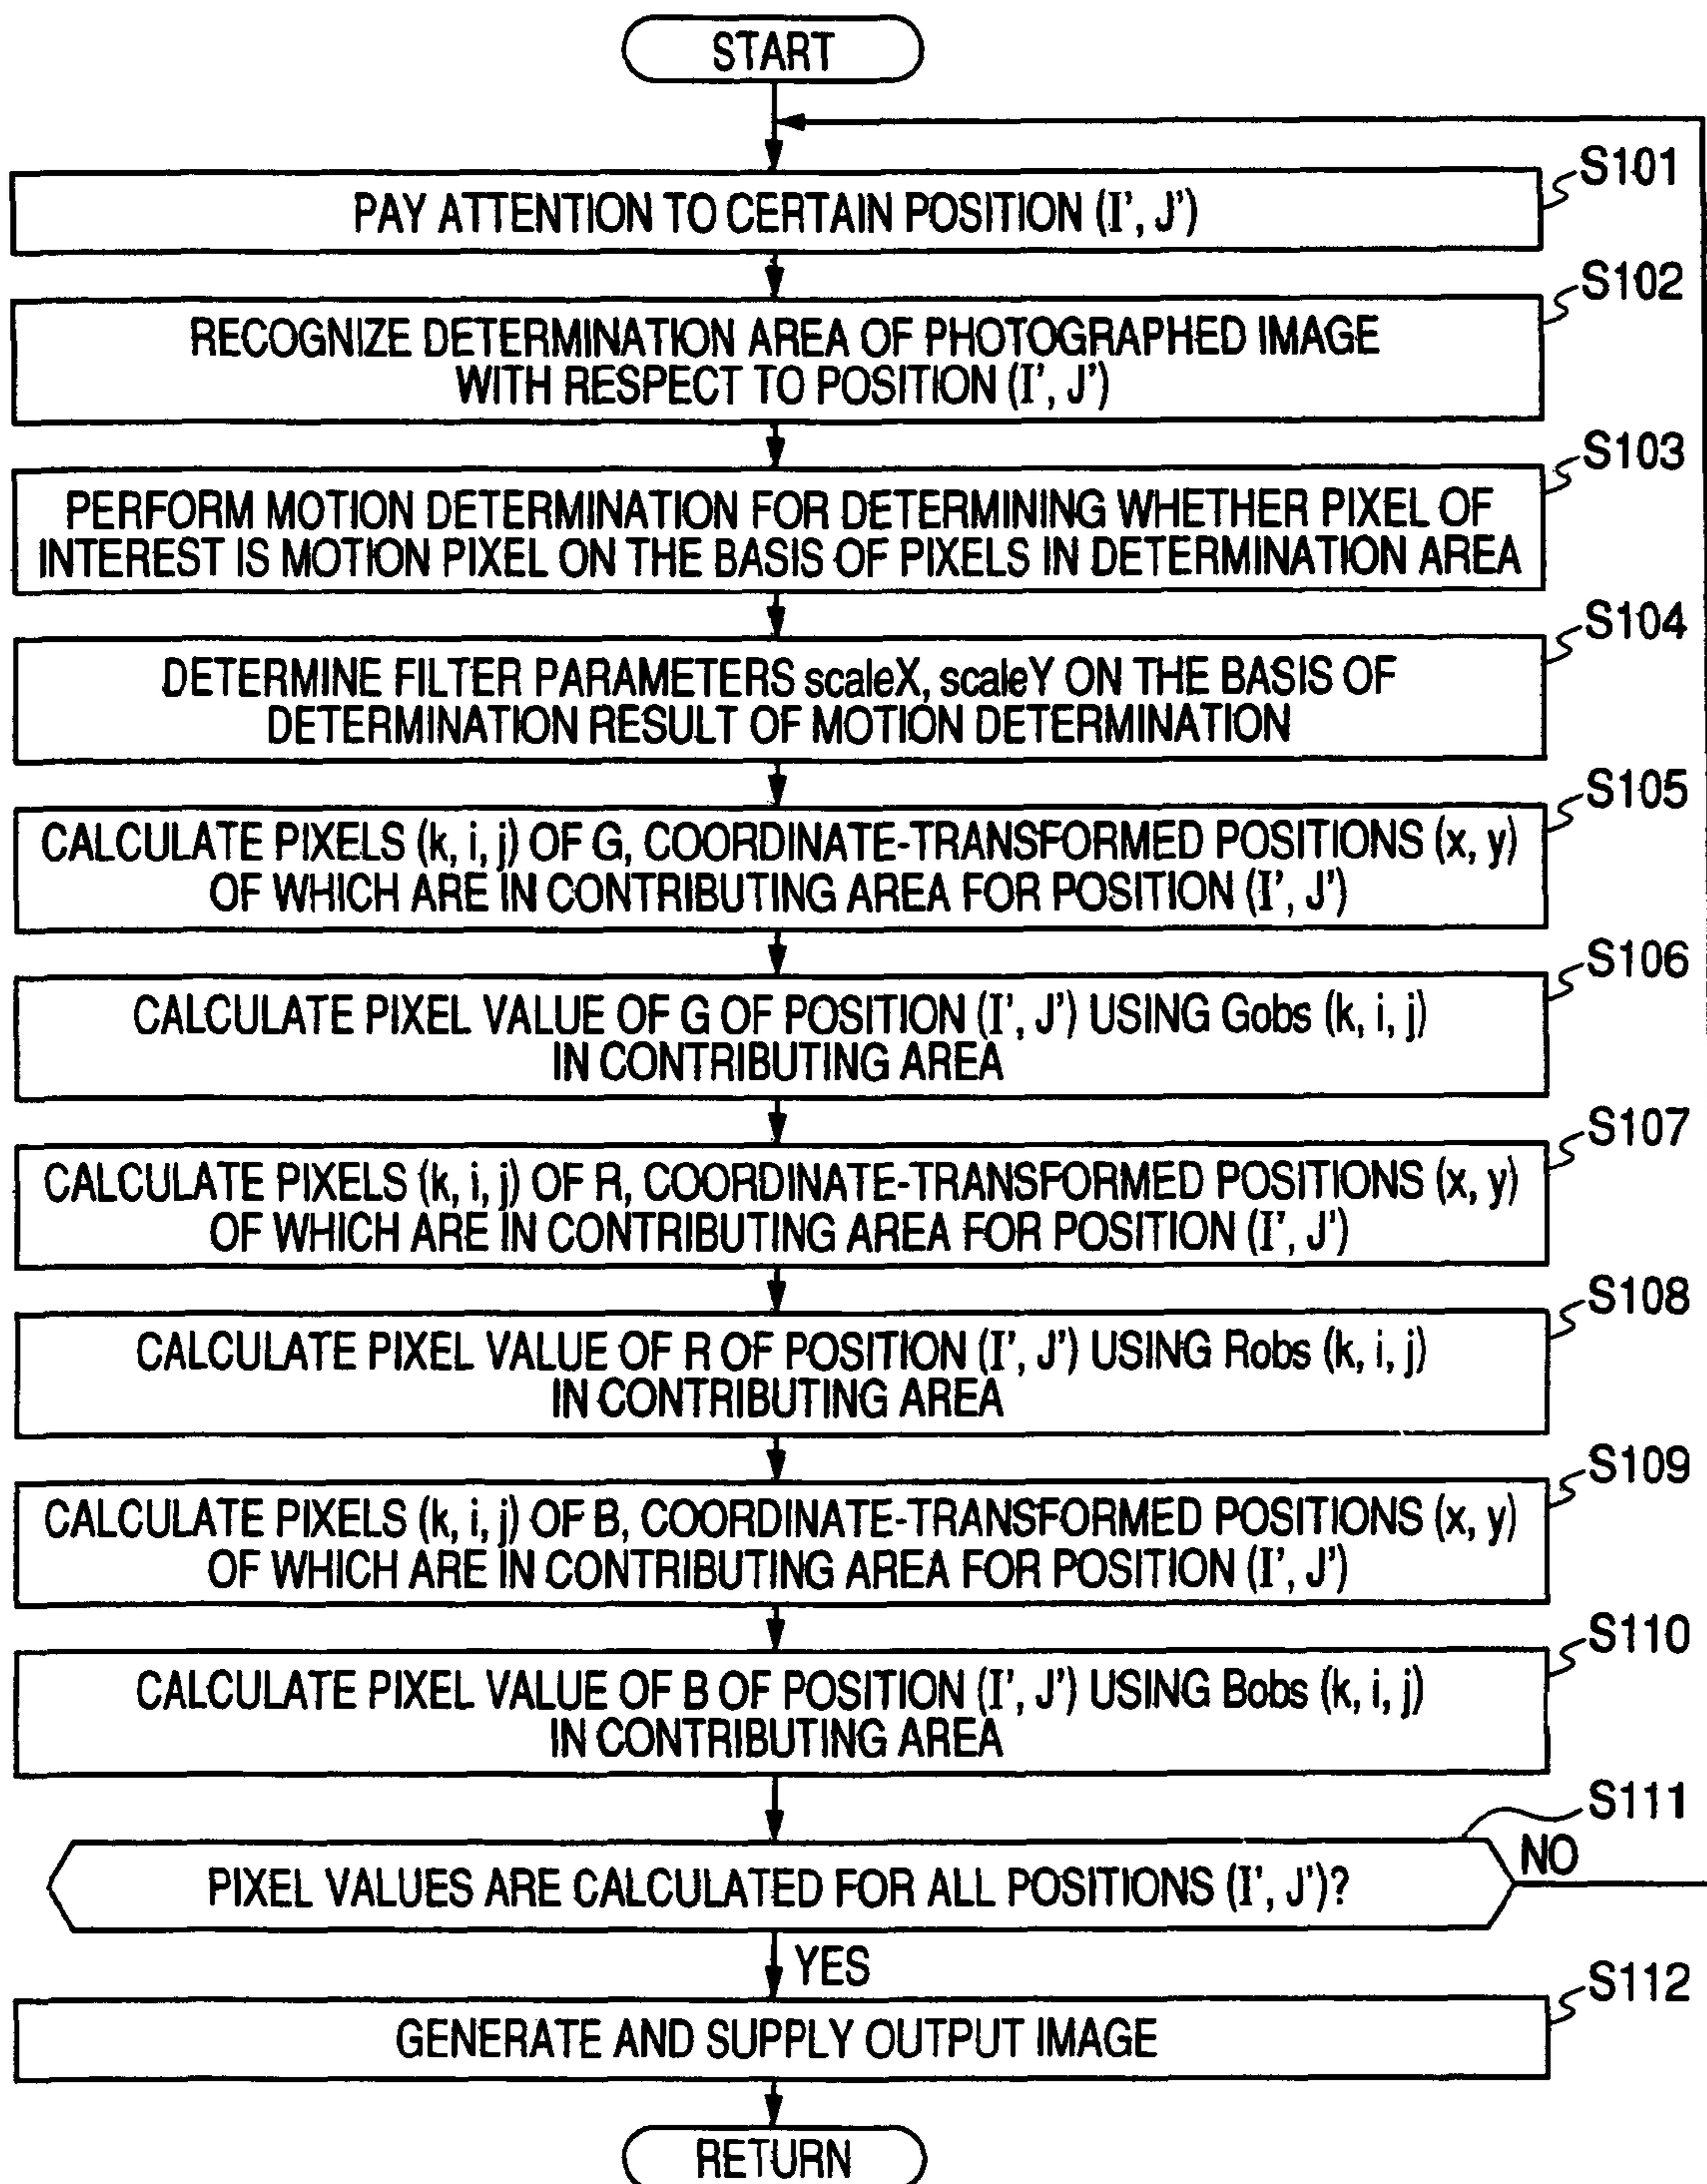 START
S101
PAY ATTENTION TO CERTAIN POSITION (I', J')
S102
RECOGNIZE DETERMINATION AREA OF PHOTOGRAPHED IMAGE
WITH RESPECT TO POSITION (I', J')
S103
PERFORM MOTION DETERMINATION FOR DETERMINING WHETHER PIXEL OF
INTEREST IS MOTION PIXEL ON THE BASIS OF PIXELS IN DETERMINATION AREA
S104
DETERMINE FILTER PARAMETERS scaleX, scaleY ON THE BASIS OF
DETERMINATION RESULT OF MOTION DETERMINATION
S105
CALCULATE PIXELS (k, i, j) OF G, COORDINATE-TRANSFORMED POSITIONS (x, y)
OF WHICH ARE IN CONTRIBUTING AREA FOR POSITION (I', J')
S106
CALCULATE PIXEL VALUE OF G OF POSITION (I', J') USING Gobs (k, i, j)
IN CONTRIBUTING AREA
S107
CALCULATE PIXELS (k, i, j) OF R, COORDINATE-TRANSFORMED POSITIONS (x, y)
OF WHICH ARE IN CONTRIBUTING AREA FOR POSITION (I', J')
S108
CALCULATE PIXEL VALUE OF R OF POSITION (I', J') USING Robs (k, i, j)
IN CONTRIBUTING AREA
S109
CALCULATE PIXELS (k, i, j) OF B, COORDINATE-TRANSFORMED POSITIONS (x, y)
OF WHICH ARE IN CONTRIBUTING AREA FOR POSITION (I', J')
S110
CALCULATE PIXEL VALUE OF B OF POSITION (I', J') USING Bobs (k, i, j)
IN CONTRIBUTING AREA
S111
PIXEL VALUES ARE CALCULATED FOR ALL POSITIONS (I', J')?
NO
YES
S112
GENERATE AND SUPPLY OUTPUT IMAGE
RETURN